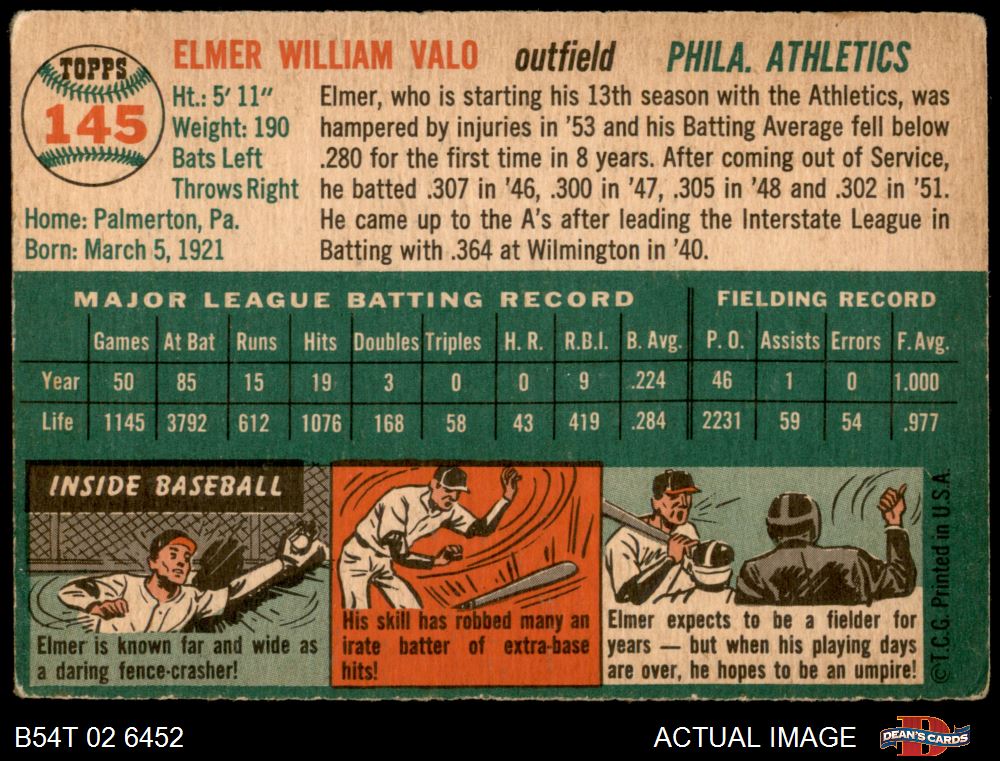 TOPPS
145
ELMER WILLIAM VALO outfield PHILA. ATHLETICS
Ht.: 5' 11"
Weight: 190
Bats Left
Throws Right
Home: Palmerton, Pa.
Born: March 5, 1921
Elmer, who is starting his 13th season with the Athletics, was
hampered by injuries in '53 and his Batting Average fell below
.280 for the first time in 8 years. After coming out of Service,
he batted .307 in '46, .300 in '47, .305 in '48 and .302 in '51.
He came up to the A's after leading the Interstate League in
Batting with .364 at Wilmington in '40.
MAJOR LEAGUE BATTING RECORD FIELDING RECORD
Games At Bat Runs Hits Doubles Triples H. R. R.B.I. B. Avg. P. O. Assists Errors F. Avg.
Year 50 85 15 19 3 0 0 9 .224 46 1 0 1.000
Life 1145 3792 612 1076 168 58 43 419 .284 2231 59 54 .977
INSIDE BASEBALL
Elmer is known far and wide as
a daring fence-crasher!
His skill has robbed many an
irate batter of extra-base
hits!
Elmer expects to be a fielder for
years — but when his playing days
are over, he hopes to be an umpire!
©T.C.G. Printed in U.S.A.
B54T 02 6452
ACTUAL IMAGE
D
DEAN'S CARDS